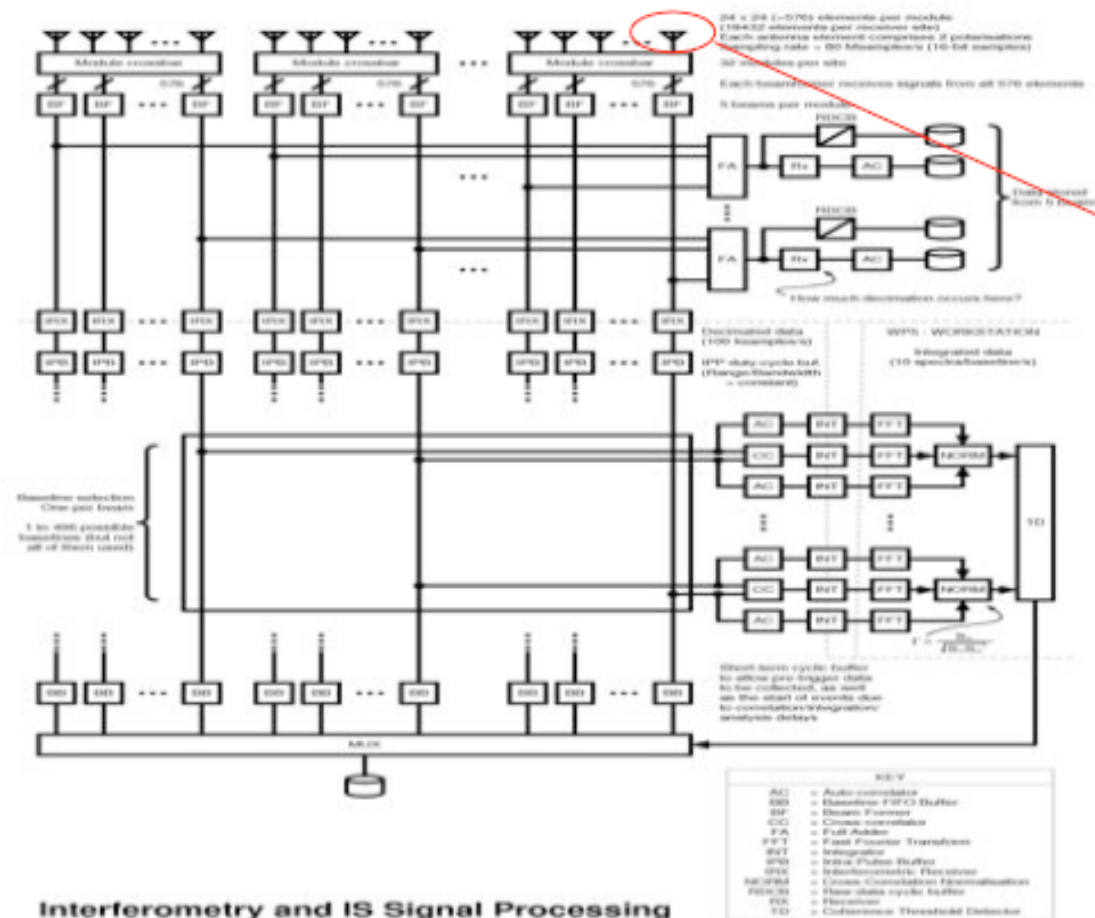 24 x 24 (=576) elements per module
(18432 elements per receiver site)
Each antenna element comprises 2 polarisations
Sampling rate = 80 Msamples/s (16-bit samples)
32 modules per site
Each beamformer receives signals from all 576 elements
5 beams per module
Module crossbar
Module crossbar
Module crossbar
576
576
576
BF BF BF BF BF BF BF BF BF
RDCB
FA Rx AC
Data stored
from 5 beams
RDCB
FA Rx AC
How much decimation occurs here?
IRX IRX IRX IRX IRX IRX IRX IRX IRX
Decimated data
(100 ksamples/s)
WP5 - WORKSTATION
Integrated data
(10 spectra/baseline/s)
IPB IPB IPB IPB IPB IPB IPB IPB IPB
IPP duty cycle buf.
(Range/Bandwidth
= constant)
AC INT FFT
CC INT FFT NORM
AC INT FFT
TD
Baseline selection
One per beam
1 to 496 possible
baselines (but not
all of them used)
AC INT FFT
CC INT FFT NORM
AC INT FFT
Short-term cyclic buffer
to allow pre-trigger data
to be collected, as well
as the start of events due
to correlation/integration/
analysis delays
BB BB BB BB BB BB BB BB BB
MUX
KEY
AC = Auto-correlator
BB = Baseline FIFO Buffer
BF = Beam Former
CC = Cross-correlator
FA = Full Adder
FFT = Fast Fourier Transform
INT = Integrator
IPB = Intra Pulse Buffer
IRX = Interferometric Receiver
NORM = Cross-Correlation Normalisation
RDCB = Raw data cyclic buffer
RX = Receiver
TD = Coherence Threshold Detector
Interferometry and IS Signal Processing